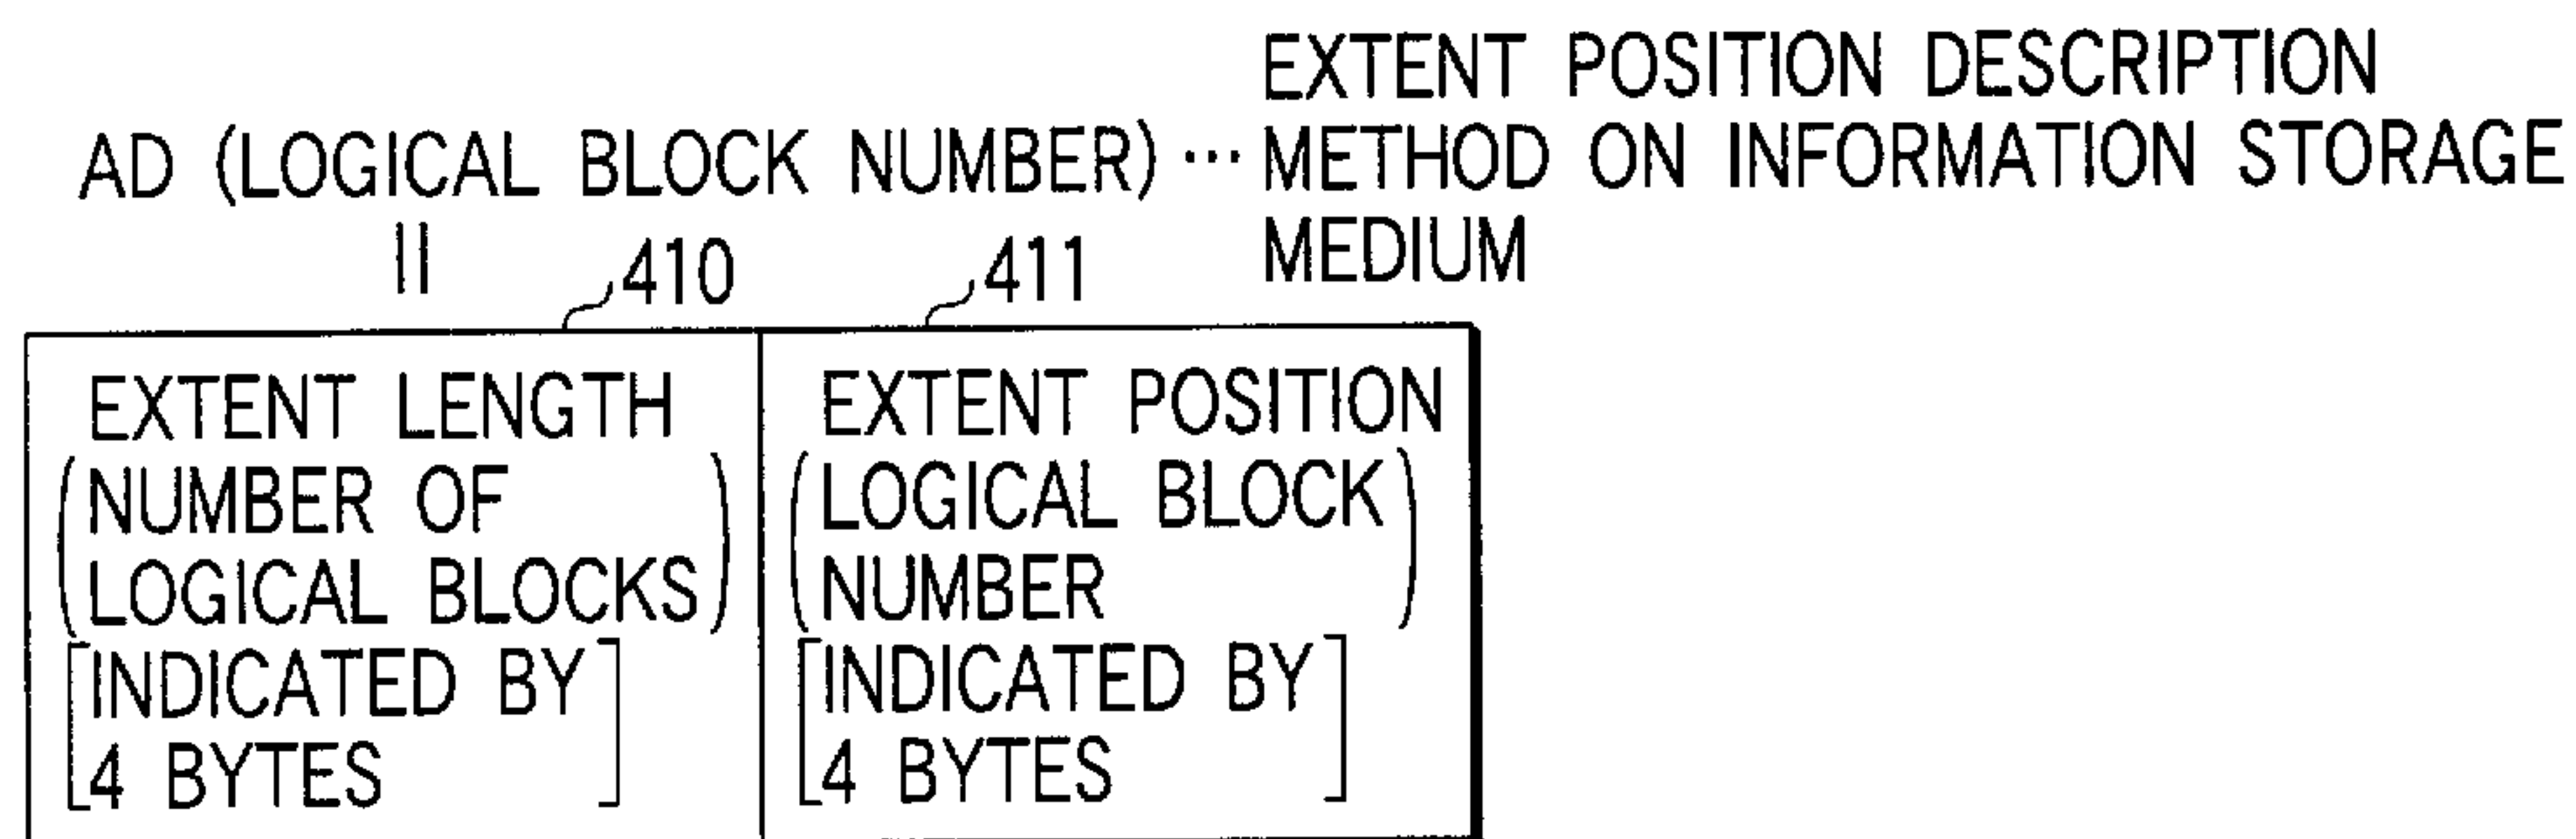 EXTENT POSITION DESCRIPTION
AD (LOGICAL BLOCK NUMBER) ··· METHOD ON INFORMATION STORAGE
MEDIUM
||
410
411
EXTENT LENGTH
(NUMBER OF
LOGICAL BLOCKS)
[INDICATED BY
4 BYTES]
EXTENT POSITION
(LOGICAL BLOCK
NUMBER)
[INDICATED BY
4 BYTES]